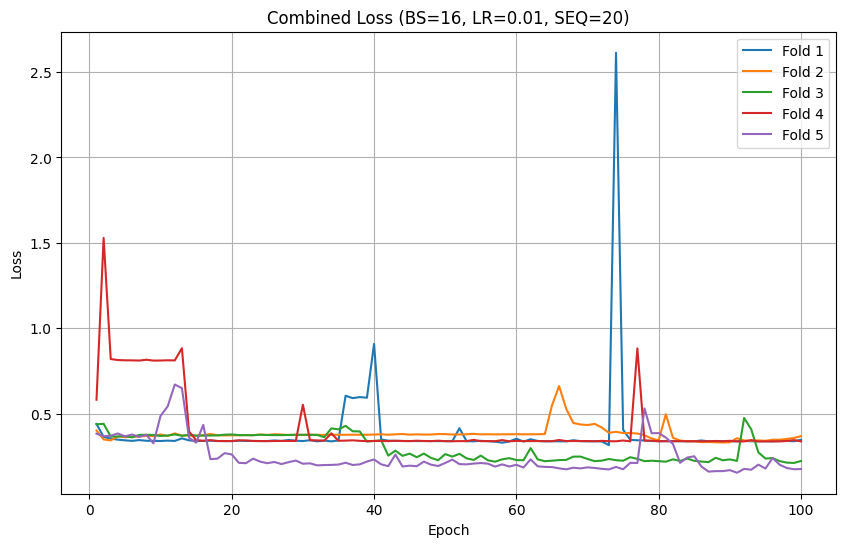 Combined Loss (BS=16, LR=0.01, SEQ=20)
Fold 1
Fold 2
Fold 3
Fold 4
Fold 5
2.5
2.0
1.5
1.0
0.5
Loss
0 20 40 60 80 100
Epoch